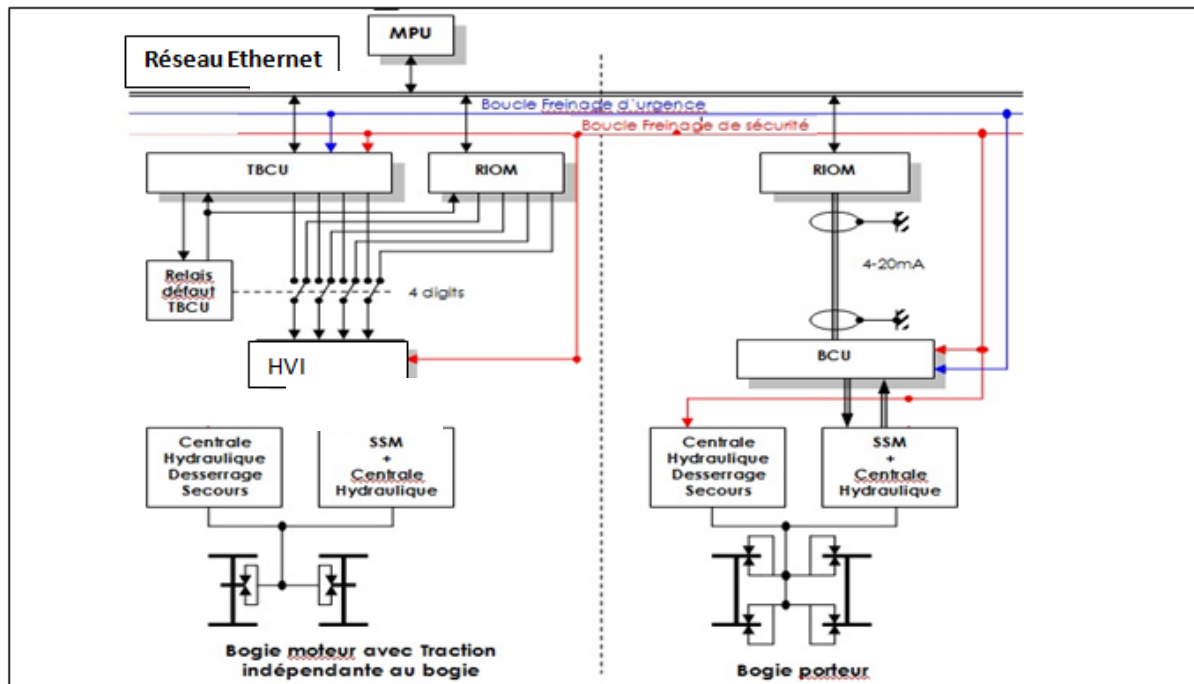 MPU
Réseau Ethernet
Boucle Freinage d'urgence
Boucle Freinage de sécurité
TBCU
RIOM
RIOM
Relais
défaut
TBCU
4 digits
4-20mA
HVI
BCU
Centrale
Hydraulique
Desserrage
Secours
SSM
+
Centrale
Hydraulique
Centrale
Hydraulique
Desserrage
Secours
SSM
+
Centrale
Hydraulique
Bogie moteur avec Traction
indépendante au bogie
Bogie porteur